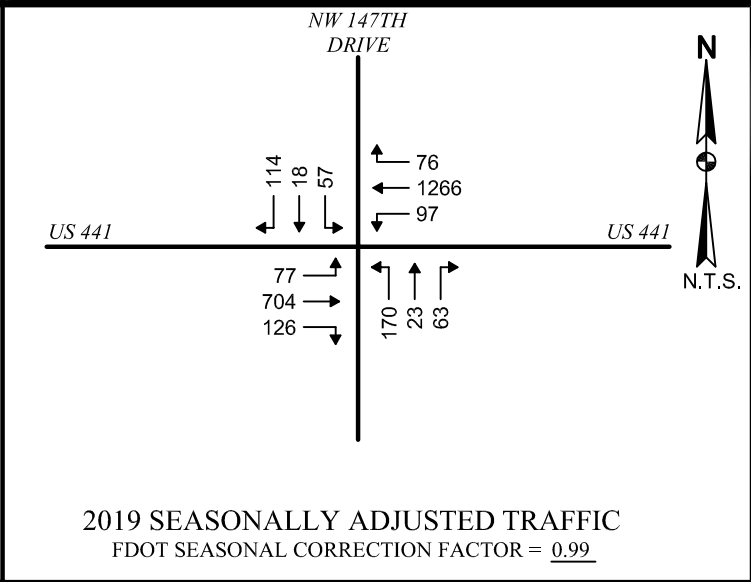 NW 147TH
DRIVE
N
114
18
57
76
1266
97
US 441
US 441
N.T.S.
77
704
126
170
23
63
2019 SEASONALLY ADJUSTED TRAFFIC
FDOT SEASONAL CORRECTION FACTOR = 0.99